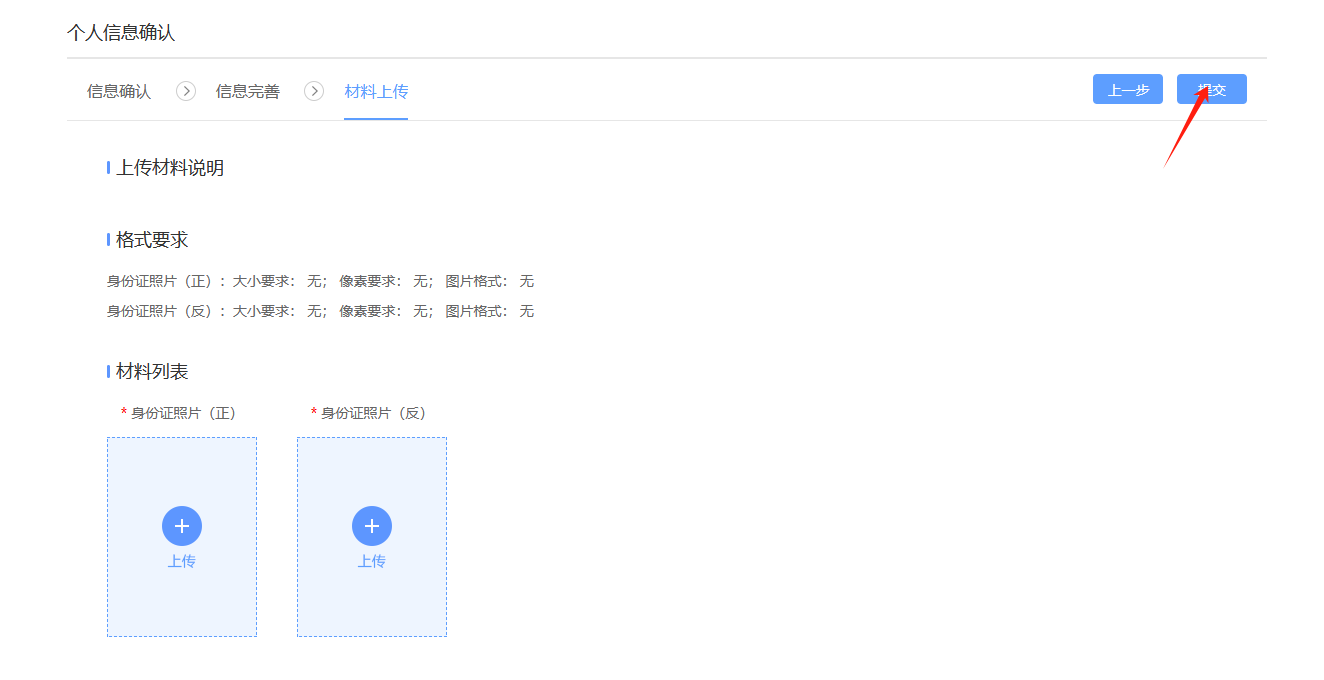 个人信息确认
信息确认 信息完善 材料上传 上一步 提交
上传材料说明
格式要求
身份证照片（正）：大小要求： 无； 像素要求： 无； 图片格式： 无
身份证照片（反）：大小要求： 无； 像素要求： 无； 图片格式： 无
材料列表
* 身份证照片（正） * 身份证照片（反）
上传 上传